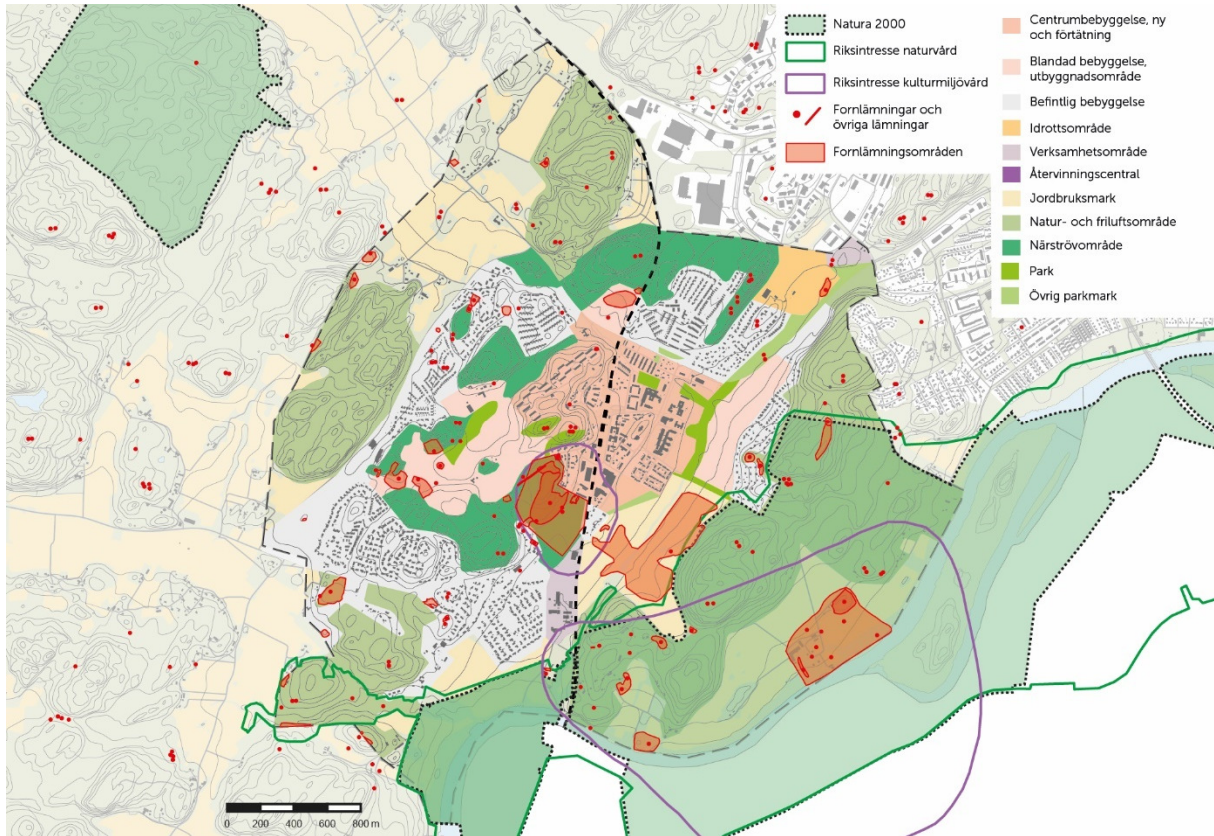 Natura 2000
Riksintresse naturvård
Riksintresse kulturmiljövård
Fornlämningar och
övriga lämningar
Fornlämningsområden
Centrumbebyggelse, ny
och förtätning
Blandad bebyggelse,
utbyggnadsområde
Befintlig bebyggelse
Idrottsområde
Verksamhetsområde
Återvinningscentral
Jordbruksmark
Natur- och friluftsområde
Närströvområde
Park
Övrig parkmark
0 200 400 600 800 m